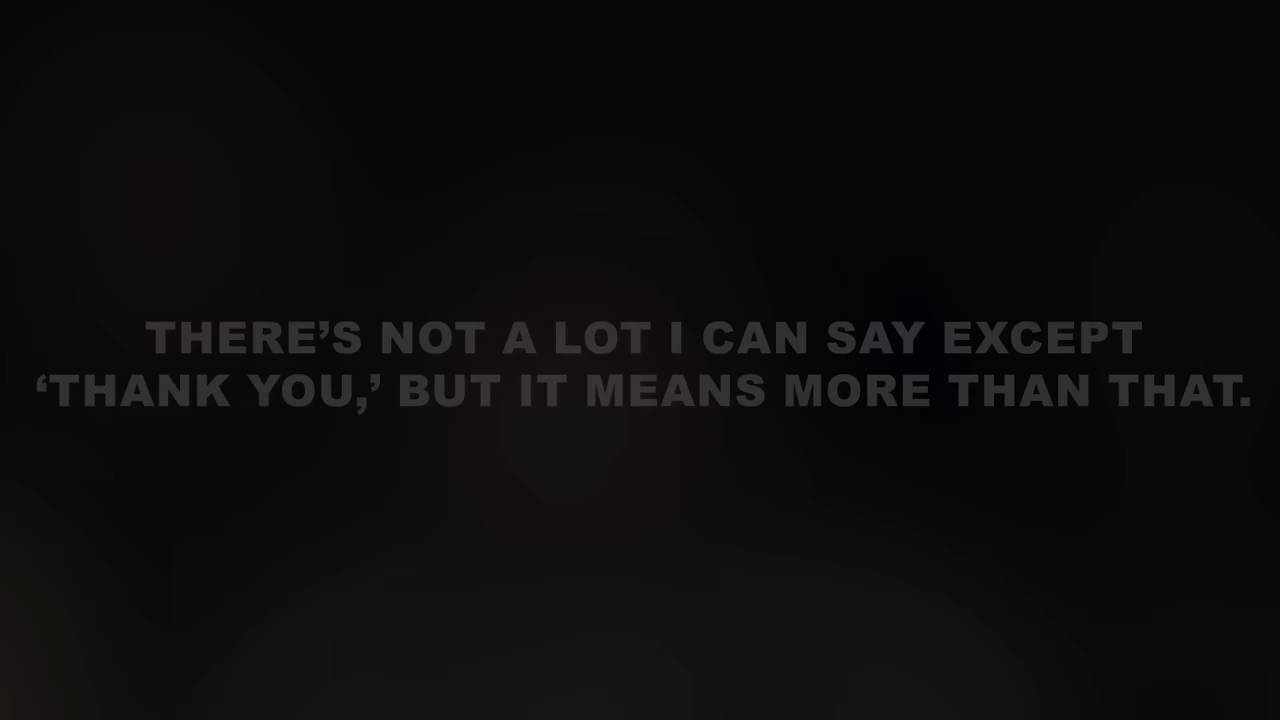 THERE’S NOT A LOT I CAN SAY EXCEPT
‘THANK YOU,’ BUT IT MEANS MORE THAN THAT.